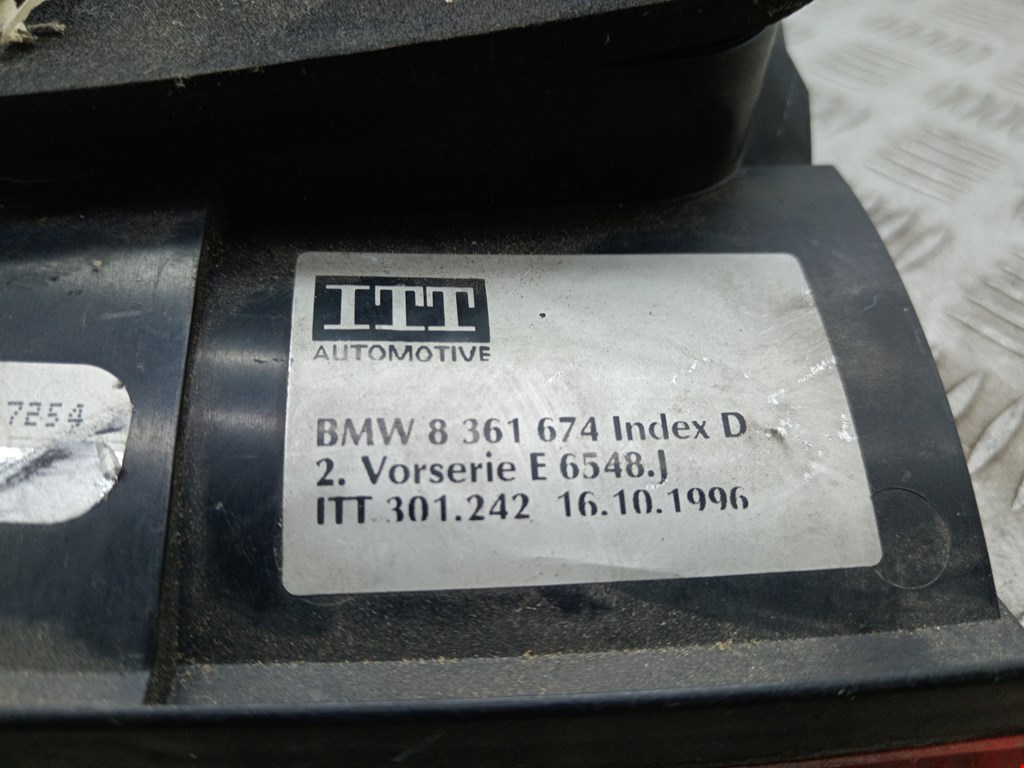 ITT
AUTOMOTIVE
BMW 8 361 674 Index D
2. Vorserie E 6548.J
ITT 301.242 16.10.1996
7254